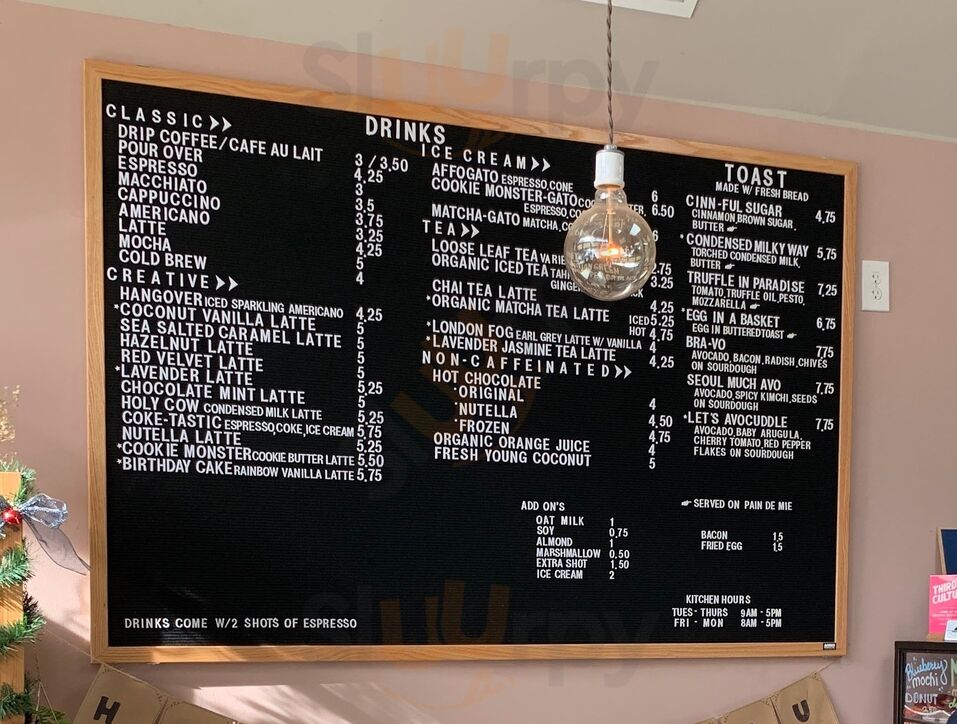 CLASSIC>>
DRIP COFFEE/CAFE AU LAIT 3/3.50
POUR OVER 4.25
ESPRESSO 3
MACCHIATO 3.5
CAPPUCCINO 3.75
AMERICANO 3.25
LATTE 4.25
MOCHA 5
COLD BREW 4
CREATIVE>>
HANGOVER ICED SPARKLING AMERICANO 4.25
*COCONUT VANILLA LATTE 5
SEA SALTED CARAMEL LATTE 5
HAZELNUT LATTE 5
RED VELVET LATTE 5
*LAVENDER LATTE 5.25
CHOCOLATE MINT LATTE 5
HOLY COW CONDENSED MILK LATTE 5.25
COKE-TASTIC ESPRESSO,COKE,ICE CREAM 5.75
NUTELLA LATTE 5.25
*COOKIE MONSTER COOKIE BUTTER LATTE 5.50
*BIRTHDAY CAKE RAINBOW VANILLA LATTE 5.75
DRINKS COME W/2 SHOTS OF ESPRESSO
DRINKS
ICE CREAM>>
AFFOGATO ESPRESSO,CONE 6
COOKIE MONSTER-GATO 6.50
ESPRESSO,
MATCHA-GATO MATCHA, 6
TEA>>
LOOSE LEAF TEA
ORGANIC ICED TEA 3.25
CHAI TEA LATTE 4.25
*ORGANIC MATCHA TEA LATTE ICED 5.25
HOT 4.75
*LONDON FOG EARL GREY LATTE W/ VANILLA 4
*LAVENDER JASMINE TEA LATTE 4.25
NON-CAFFEINATED>>
HOT CHOCOLATE
*ORIGINAL 4
*NUTELLA 4.50
*FROZEN 4.75
ORGANIC ORANGE JUICE 4
FRESH YOUNG COCONUT 5
ADD ON'S
OAT MILK 1
SOY 0.75
ALMOND 1
MARSHMALLOW 0.50
EXTRA SHOT 1.50
ICE CREAM 2
TOAST
MADE W/ FRESH BREAD
CINN-FUL SUGAR 4.75
CINNAMON,BROWN SUGAR,
BUTTER ☛
*CONDENSED MILKY WAY 5.75
TORCHED CONDENSED MILK,
BUTTER ☛
TRUFFLE IN PARADISE 7.25
TOMATO,TRUFFLE OIL,PESTO,
MOZZARELLA ☛
*EGG IN A BASKET 6.75
EGG IN BUTTERED TOAST ☛
BRA-VO 7.75
AVOCADO, BACON, RADISH, CHIVES
ON SOURDOUGH
SEOUL MUCH AVO 7.75
AVOCADO,SPICY KIMCHI,SEEDS
ON SOURDOUGH
*LET'S AVOCUDDLE 7.75
AVOCADO, BABY ARUGULA,
CHERRY TOMATO, RED PEPPER
FLAKES ON SOURDOUGH
☛ SERVED ON PAIN DE MIE
BACON 1.5
FRIED EGG 1.5
KITCHEN HOURS
TUES-THURS 9AM-5PM
FRI-MON 8AM-5PM
THIRD
CULTU
Blueberry
mochi
DONUT
H
U
Sluurpy
Sluurpy